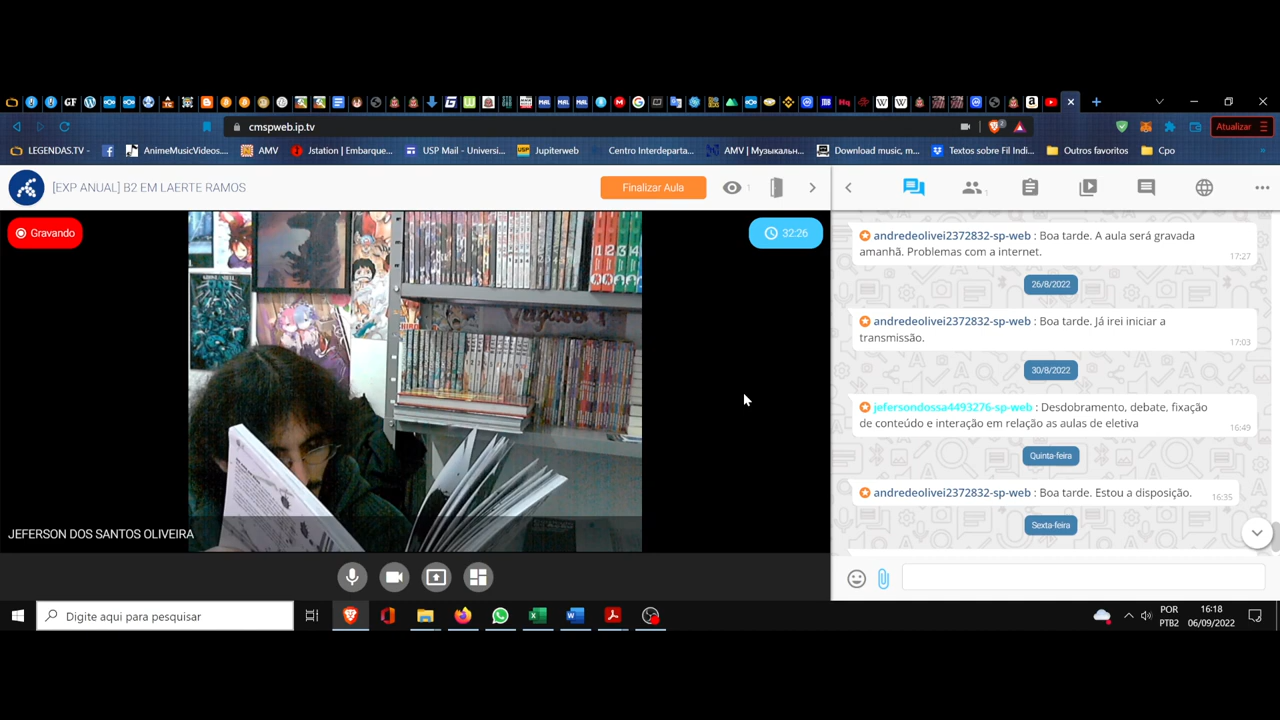 cmspweb.ip.tv
Atualizar
LEGENDAS.TV -
AnimeMusicVideos...
AMV
Jstation | Embarque...
USP Mail - Universi...
Jupiterweb
Centro Interdeparta...
AMV | Музыкальн...
Download music, m...
Textos sobre Fil Indi...
Outros favoritos
Cpo
[EXP ANUAL] B2 EM LAERTE RAMOS
Finalizar Aula
1
1
Gravando
32:26
JEFERSON DOS SANTOS OLIVEIRA
andredeolivei2372832-sp-web : Boa tarde. A aula será gravada
amanhã. Problemas com a internet.
17:27
26/8/2022
andredeolivei2372832-sp-web : Boa tarde. Já irei iniciar a
transmissão.
17:03
30/8/2022
jefersondossa4493276-sp-web : Desdobramento, debate, fixação
de conteúdo e interação em relação as aulas de eletiva
16:49
Quinta-feira
andredeolivei2372832-sp-web : Boa tarde. Estou a disposição.
16:35
Sexta-feira
Digite aqui para pesquisar
POR
PTB2
16:18
06/09/2022